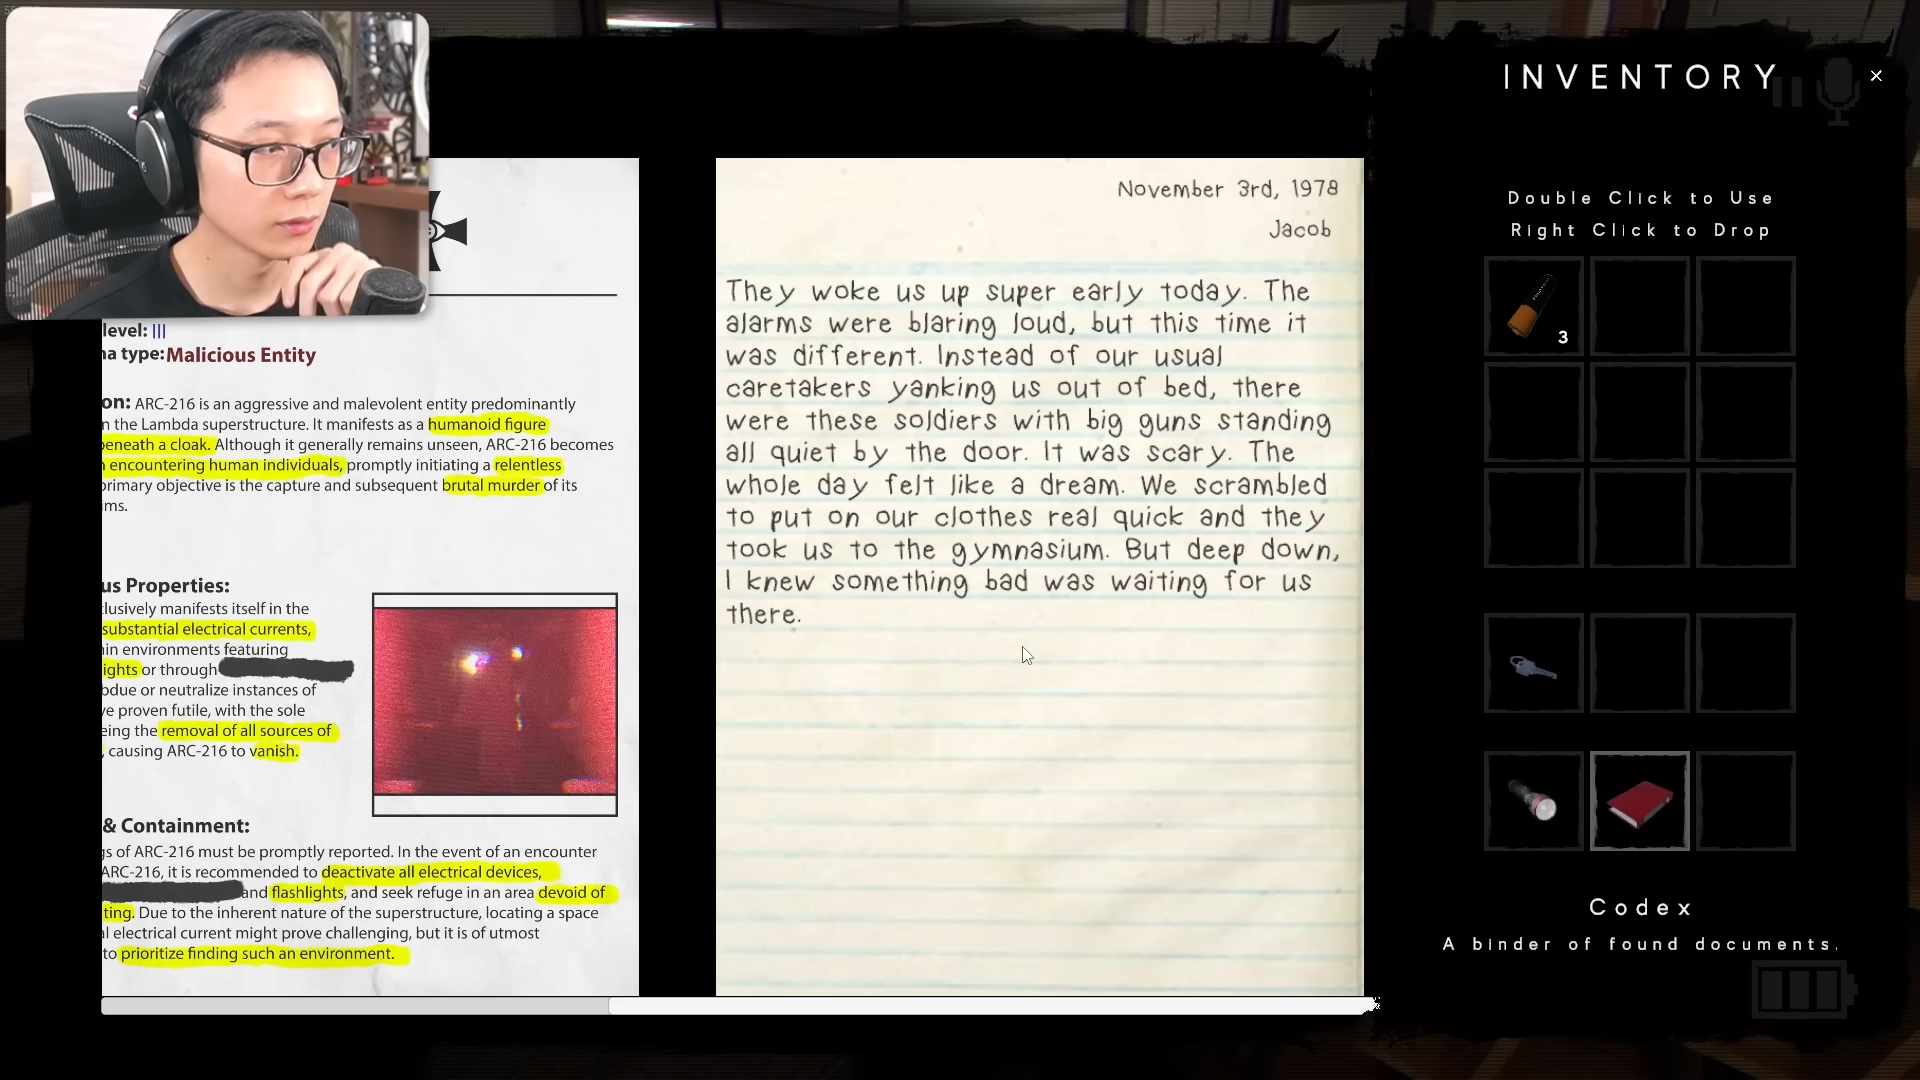 level: III
na type: Malicious Entity
on: ARC-216 is an aggressive and malevolent entity predominantly
n the Lambda superstructure. It manifests as a humanoid figure
beneath a cloak. Although it generally remains unseen, ARC-216 becomes
n encountering human individuals, promptly initiating a relentless
primary objective is the capture and subsequent brutal murder of its
ims.
us Properties:
clusively manifests itself in the
substantial electrical currents,
hin environments featuring
ights or through
bdue or neutralize instances of
ve proven futile, with the sole
eing the removal of all sources of
, causing ARC-216 to vanish.
& Containment:
gs of ARC-216 must be promptly reported. In the event of an encounter
ARC-216, it is recommended to deactivate all electrical devices,
and flashlights, and seek refuge in an area devoid of
ting. Due to the inherent nature of the superstructure, locating a space
al electrical current might prove challenging, but it is of utmost
to prioritize finding such an environment.
November 3rd, 1978
Jacob
They woke us up super early today. The
alarms were blaring loud, but this time it
was different. Instead of our usual
caretakers yanking us out of bed, there
were these soldiers with big guns standing
all quiet by the door. It was scary. The
whole day felt like a dream. We scrambled
to put on our clothes real quick and they
took us to the gymnasium. But deep down,
I knew something bad was waiting for us
there.
INVENTORY
Double Click to Use
Right Click to Drop
3
Codex
A binder of found documents.